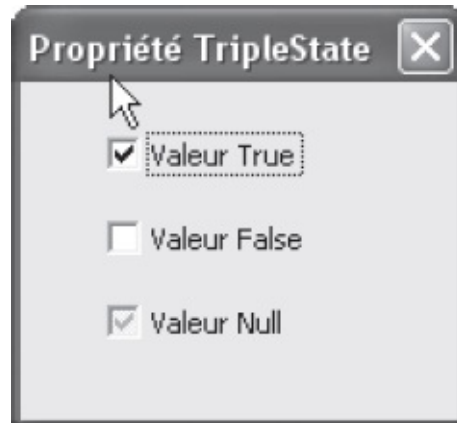 Propriété TripleState
Valeur True
Valeur False
Valeur Null